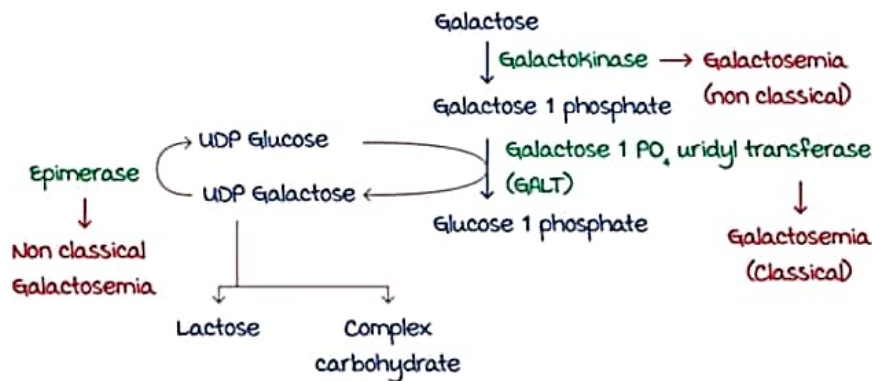 Galactose
Galactokinase → Galactosemia
(non classical)
Galactose 1 phosphate
UDP Glucose
Galactose 1 PO₄ uridyl transferase
(GALT)
Epimerase
UDP Galactose
Glucose 1 phosphate
Galactosemia
(Classical)
Non classical
Galactosemia
Lactose
Complex
carbohydrate